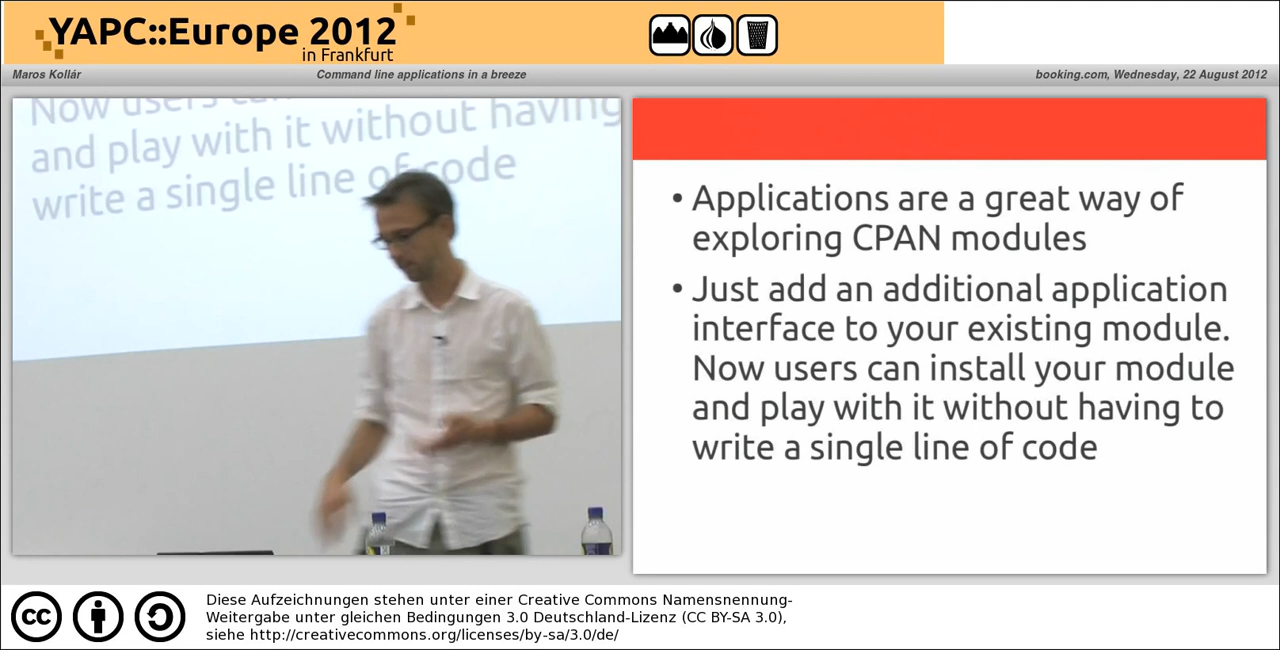 YAPC::Europe 2012
in Frankfurt
Maros Kollár
Command line applications in a breeze
booking.com, Wednesday, 22 August 2012
Now users can
and play with it without having
write a single line of code
• Applications are a great way of
exploring CPAN modules
• Just add an additional application
interface to your existing module.
Now users can install your module
and play with it without having to
write a single line of code
cc
Diese Aufzeichnungen stehen unter einer Creative Commons Namensnennung-
Weitergabe unter gleichen Bedingungen 3.0 Deutschland-Lizenz (CC BY-SA 3.0),
siehe http://creativecommons.org/licenses/by-sa/3.0/de/